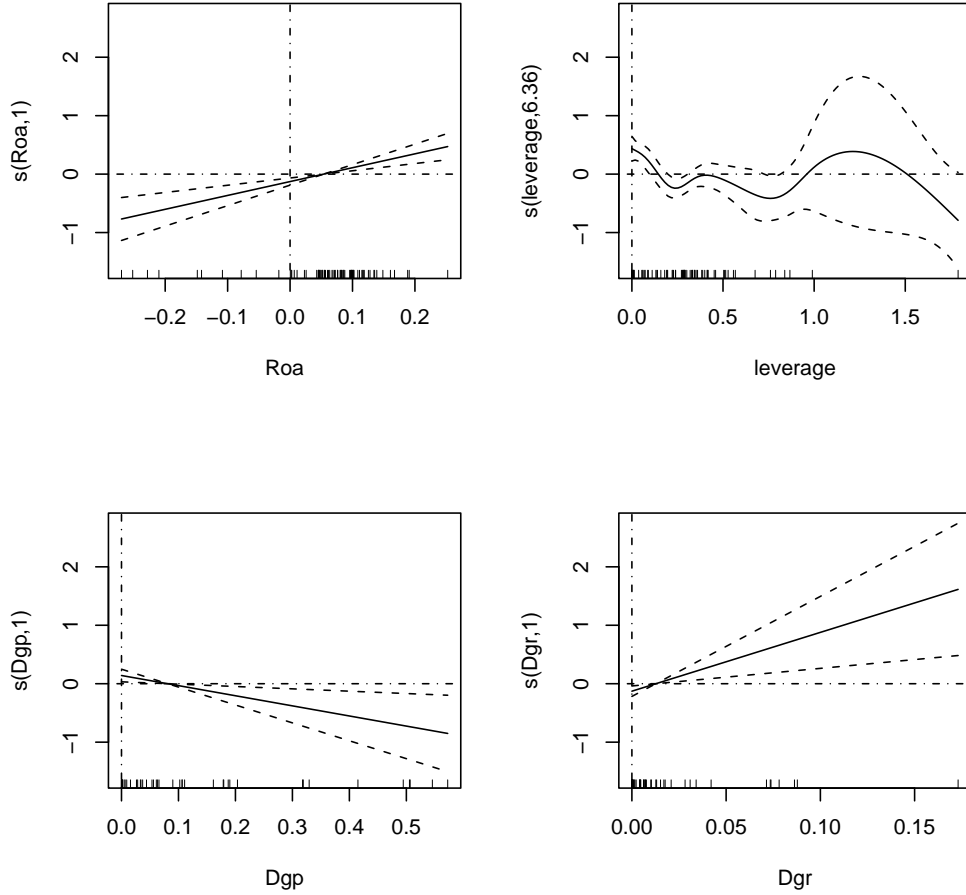 s(Roa,1)
−1 0 1 2
−0.2 −0.1 0.0 0.1 0.2
Roa
s(leverage,6.36)
−1 0 1 2
0.0 0.5 1.0 1.5
leverage
s(Dgp,1)
−1 0 1 2
0.0 0.1 0.2 0.3 0.4 0.5
Dgp
s(Dgr,1)
−1 0 1 2
0.00 0.05 0.10 0.15
Dgr